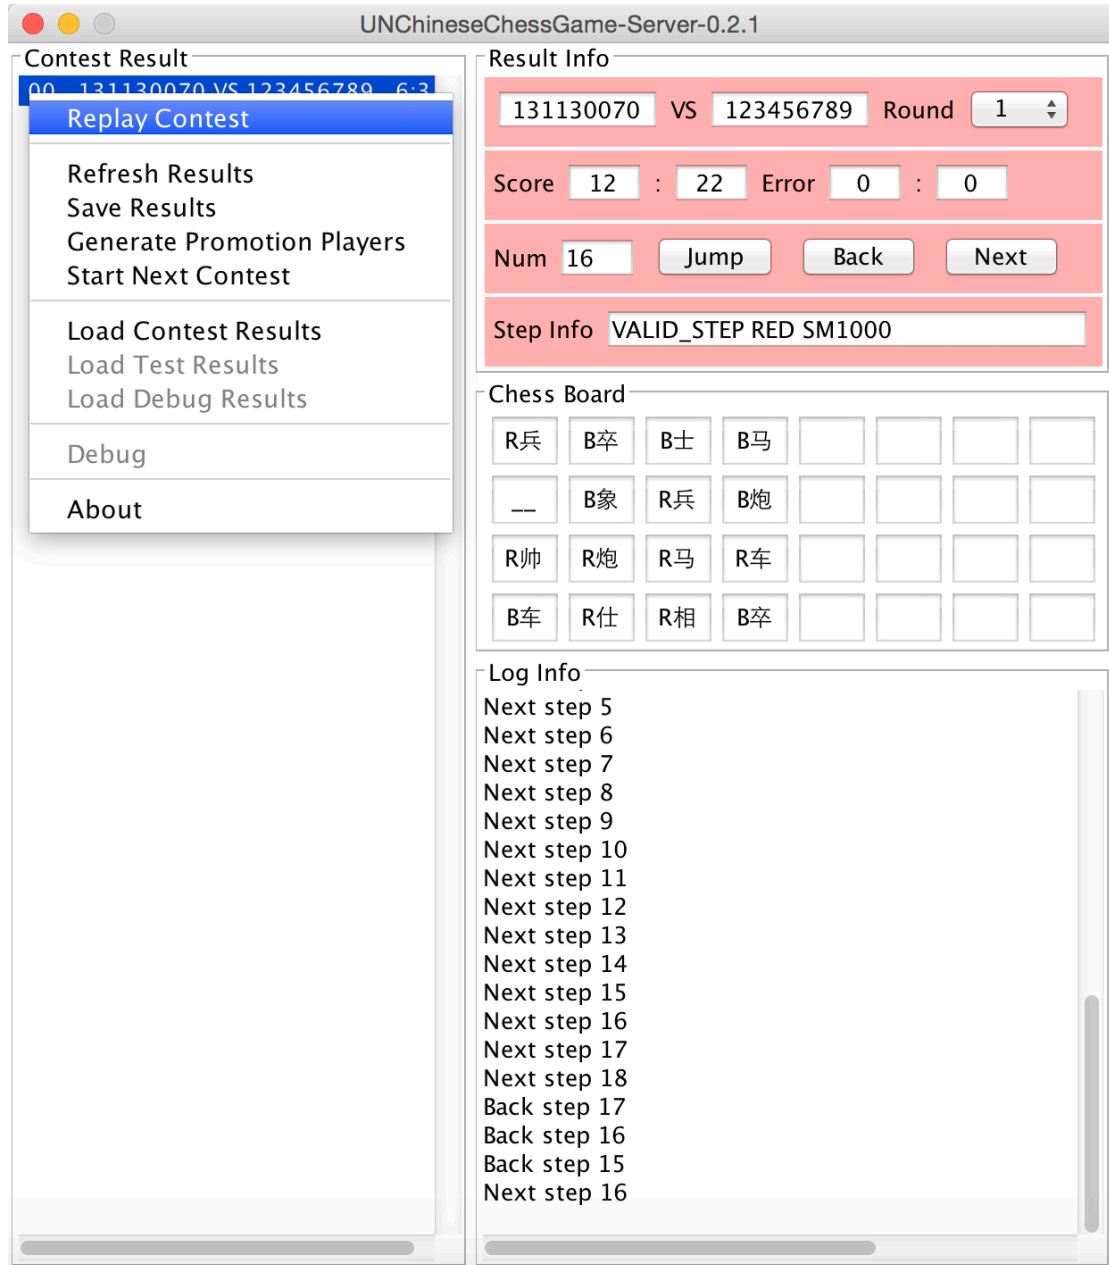 UNChineseChessGame-Server-0.2.1
Contest Result
00 131130070 VS 123456789 6:3
Replay Contest
Refresh Results
Save Results
Generate Promotion Players
Start Next Contest
Load Contest Results
Load Test Results
Load Debug Results
Debug
About
Result Info
131130070 VS 123456789 Round 1
Score 12 : 22 Error 0 : 0
Num 16 Jump Back Next
Step Info VALID_STEP RED SM1000
Chess Board
R兵 B卒 B士 B马
__ B象 R兵 B炮
R帅 R炮 R马 R车
B车 R仕 R相 B卒
Log Info
Next step 5
Next step 6
Next step 7
Next step 8
Next step 9
Next step 10
Next step 11
Next step 12
Next step 13
Next step 14
Next step 15
Next step 16
Next step 17
Next step 18
Back step 17
Back step 16
Back step 15
Next step 16